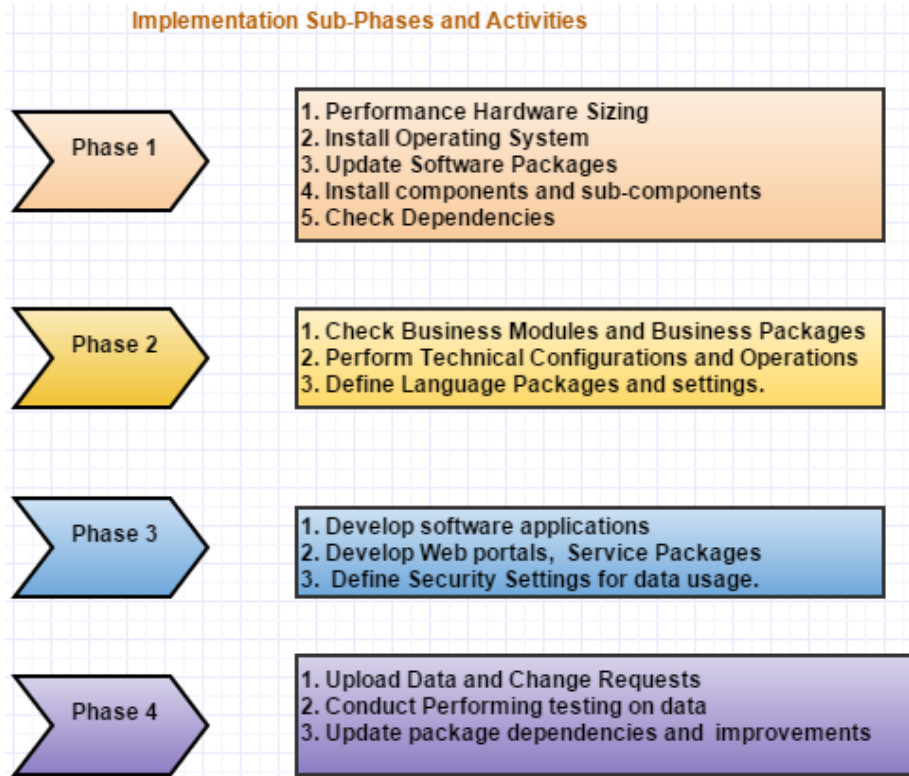 Implementation Sub-Phases and Activities
Phase 1
1. Performance Hardware Sizing
2. Install Operating System
3. Update Software Packages
4. Install components and sub-components
5. Check Dependencies
Phase 2
1. Check Business Modules and Business Packages
2. Perform Technical Configurations and Operations
3. Define Language Packages and settings.
Phase 3
1. Develop software applications
2. Develop Web portals, Service Packages
3. Define Security Settings for data usage.
Phase 4
1. Upload Data and Change Requests
2. Conduct Performing testing on data
3. Update package dependencies and improvements